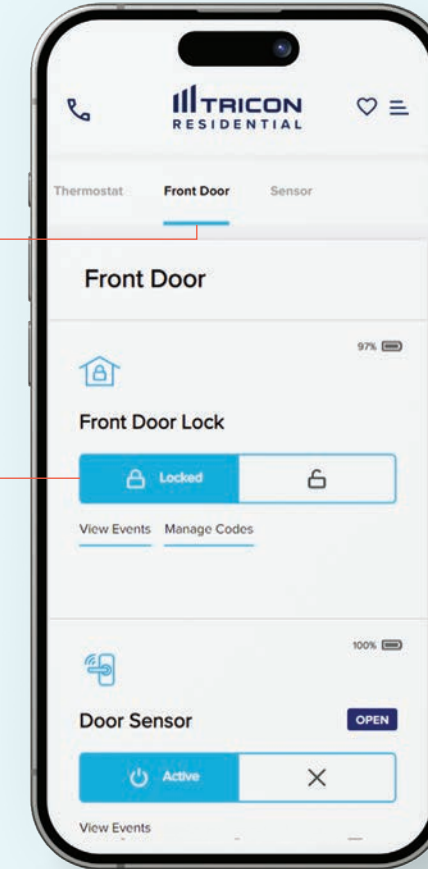 TRICON
RESIDENTIAL
Thermostat Front Door Sensor
Front Door
97%
Front Door Lock
Locked
View Events Manage Codes
100%
Door Sensor OPEN
Active
View Events